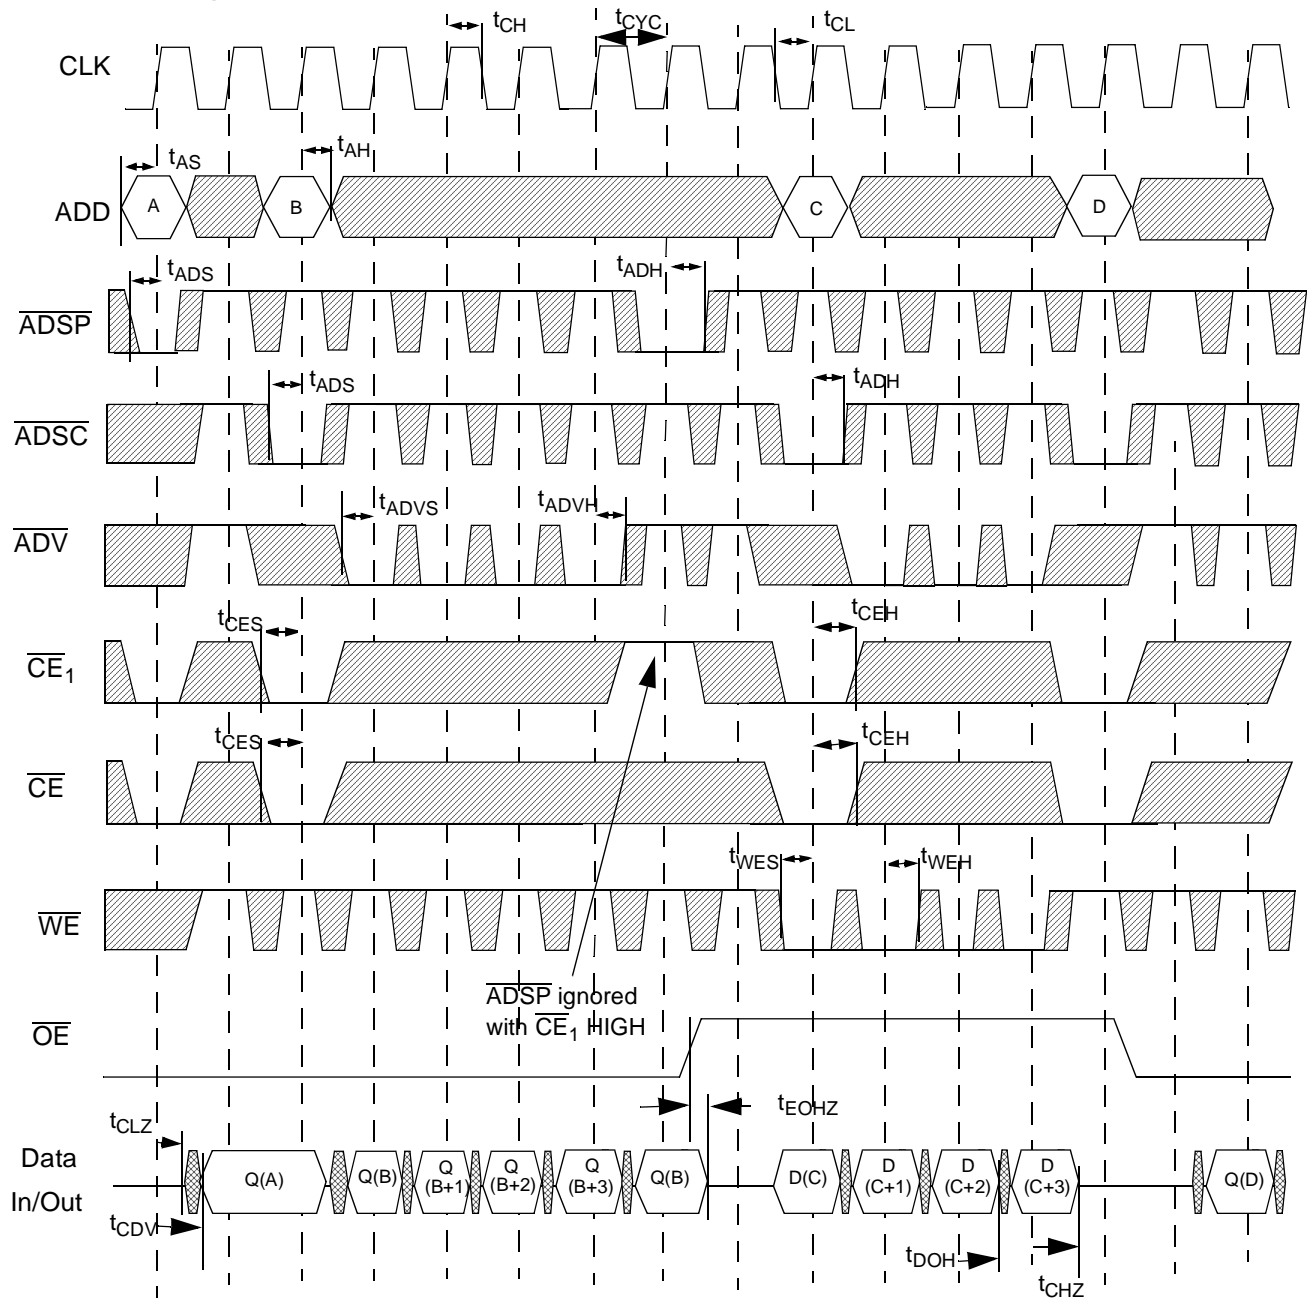 tCH
tCYC
tCL
CLK
tAS
tAH
ADD
A
B
C
D
tADS
tADH
ADSP
tADS
tADH
ADSC
tADVS
tADVH
ADV
tCES
tCEH
CE1
tCES
tCEH
CE
tWES
tWEH
WE
ADSP ignored
with CE1 HIGH
OE
tCLZ
tEOHZ
Data
In/Out
Q(A)
Q(B)
Q
(B+1)
Q
(B+2)
Q
(B+3)
Q(B)
D(C)
D
(C+1)
D
(C+2)
D
(C+3)
Q(D)
tCDV
tDOH
tCHZ